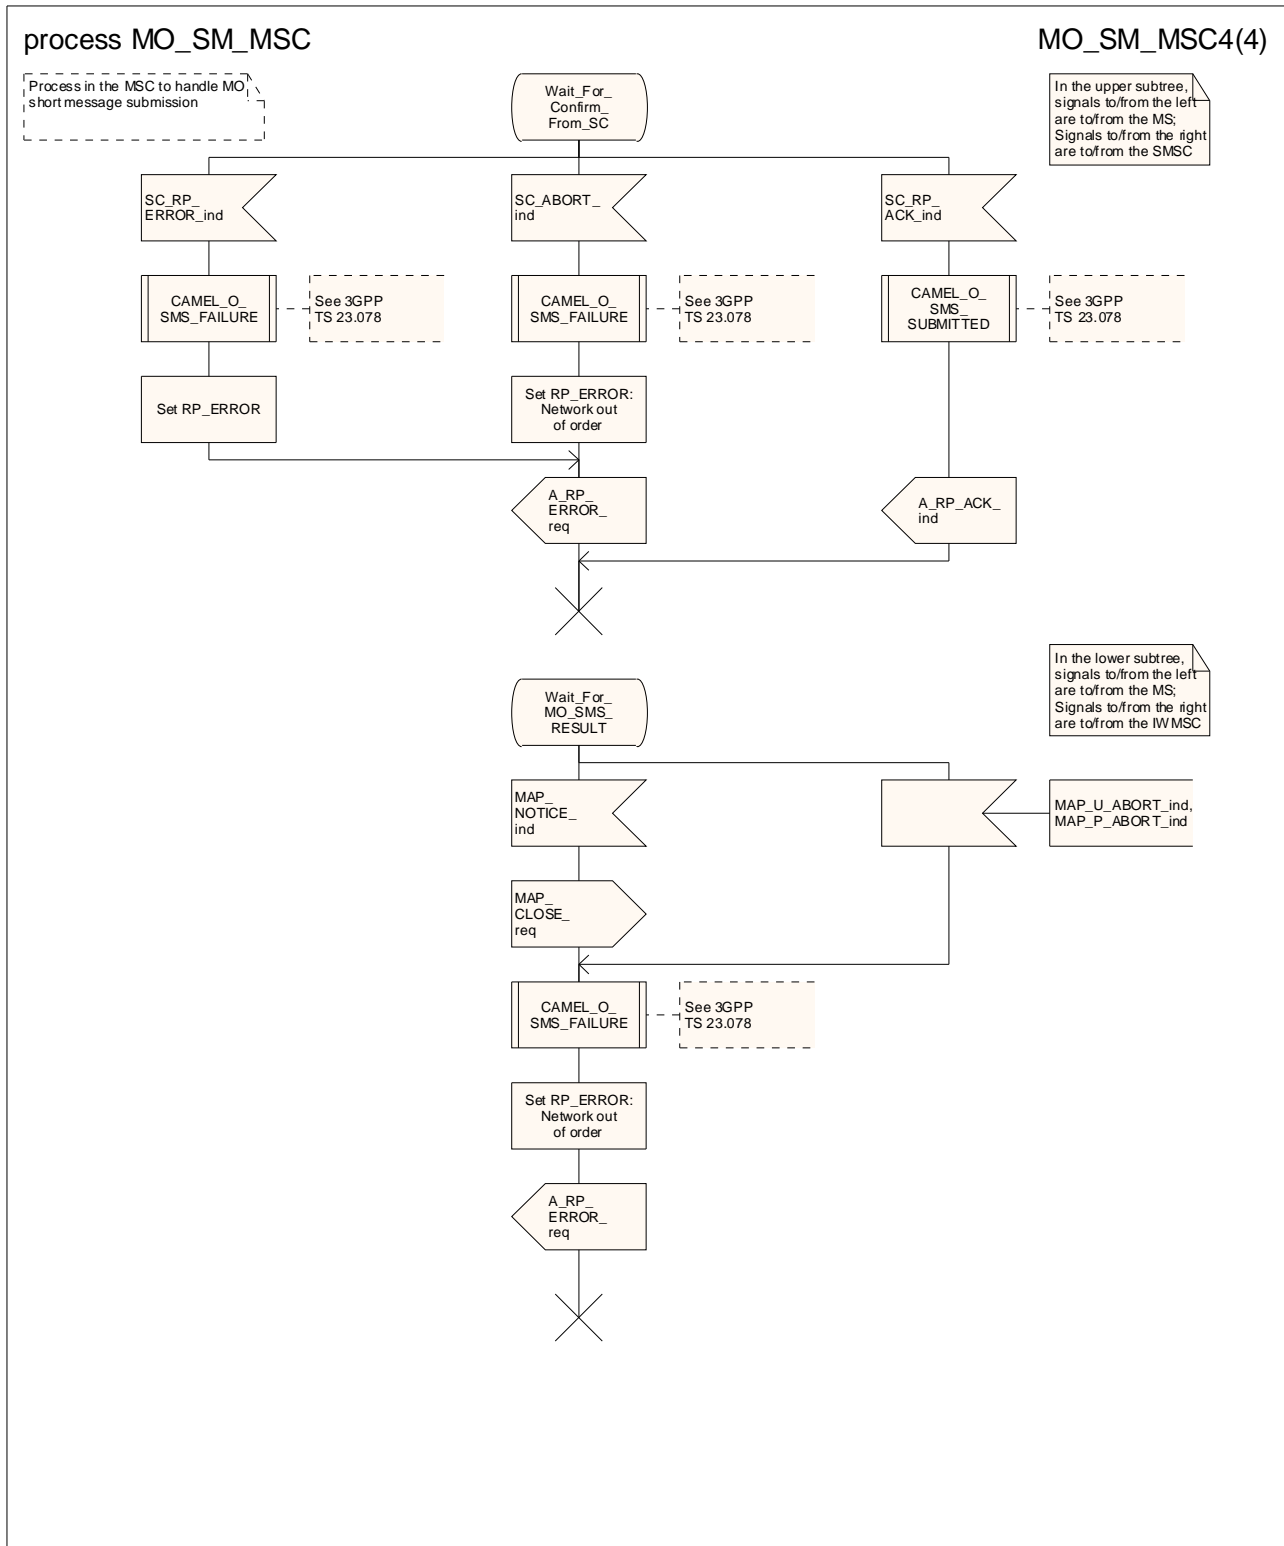 process MO_SM_MSC
MO_SM_MSC4(4)
Process in the MSC to handle MO
short message submission
Wait_For_
Confirm_
From_SC
In the upper subtree,
signals to/from the left
are to/from the MS;
Signals to/from the right
are to/from the SMSC
SC_RP_
ERROR_ind
SC_ABORT_
ind
SC_RP_
ACK_ind
CAMEL_O_
SMS_FAILURE
See 3GPP
TS 23.078
CAMEL_O_
SMS_FAILURE
See 3GPP
TS 23.078
CAMEL_O_
SMS_
SUBMITTED
See 3GPP
TS 23.078
Set RP_ERROR
Set RP_ERROR:
Network out
of order
A_RP_
ERROR_
req
A_RP_ACK_
ind
In the lower subtree,
signals to/from the left
are to/from the MS;
Signals to/from the right
are to/from the IWMSC
Wait_For_
MO_SMS_
RESULT
MAP_
NOTICE_
ind
MAP_U_ABORT_ind,
MAP_P_ABORT_ind
MAP_
CLOSE_
req
CAMEL_O_
SMS_FAILURE
See 3GPP
TS 23.078
Set RP_ERROR:
Network out
of order
A_RP_
ERROR_
req